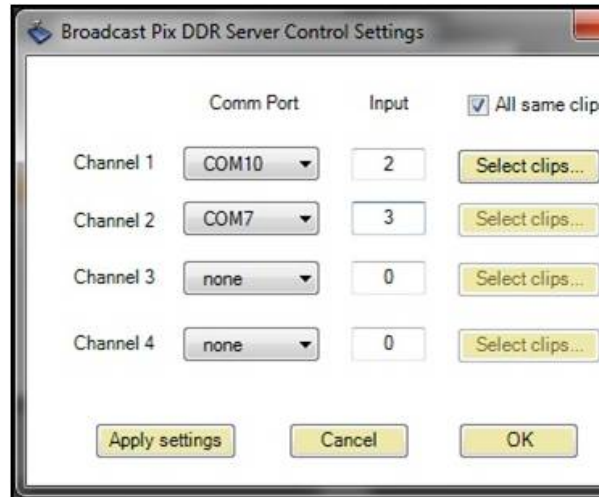 Broadcast Pix DDR Server Control Settings
Comm Port Input All same clip
Channel 1 COM10 2 Select clips...
Channel 2 COM7 3 Select clips...
Channel 3 none 0 Select clips...
Channel 4 none 0 Select clips...
Apply settings Cancel OK